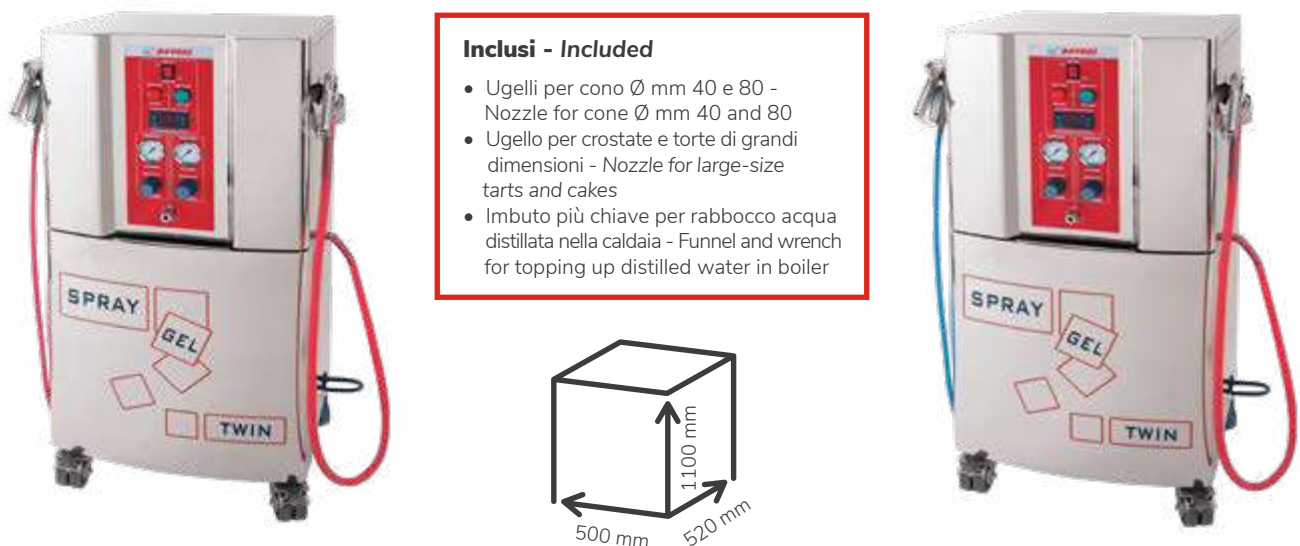 SPRAY
GEL
TWIN
Inclusi - Included
• Ugelli per cono Ø mm 40 e 80 -
Nozzle for cone Ø mm 40 and 80
• Ugello per crostate e torte di grandi
dimensioni - Nozzle for large-size
tarts and cakes
• Imbuto più chiave per rabbocco acqua
distillata nella caldaia - Funnel and wrench
for topping up distilled water in boiler
1100 mm
500 mm
520 mm
SPRAY
GEL
TWIN